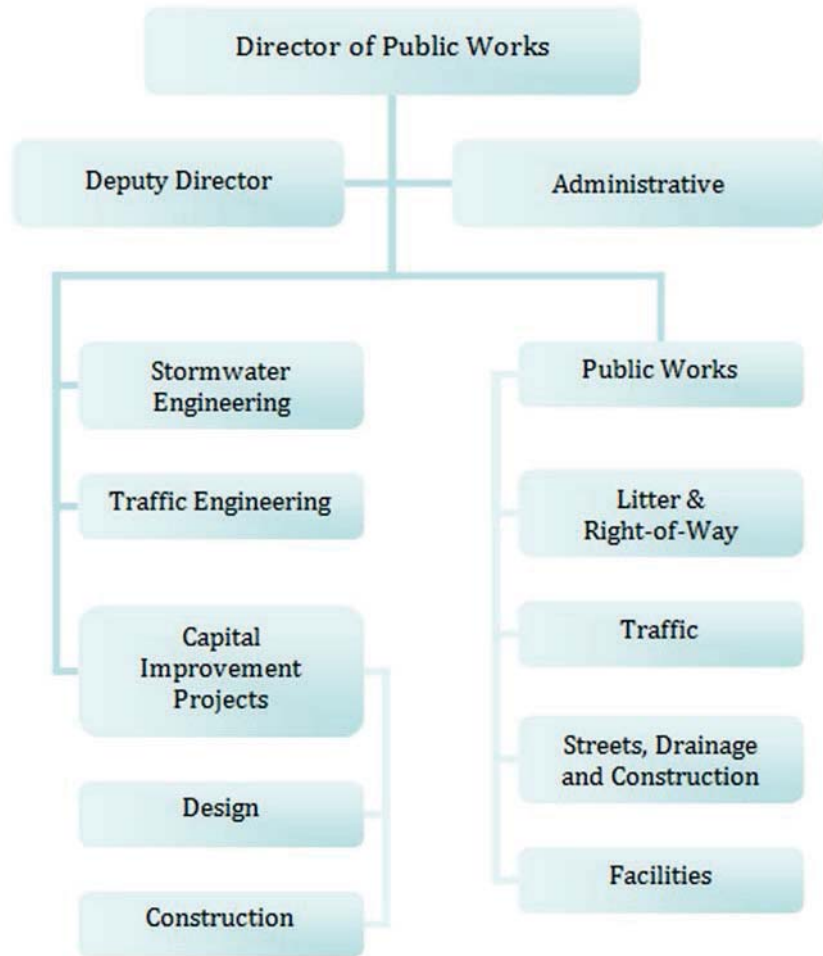 Director of Public Works
Deputy Director
Administrative
Stormwater
Engineering
Traffic Engineering
Capital
Improvement
Projects
Design
Construction
Public Works
Litter &
Right-of-Way
Traffic
Streets, Drainage
and Construction
Facilities